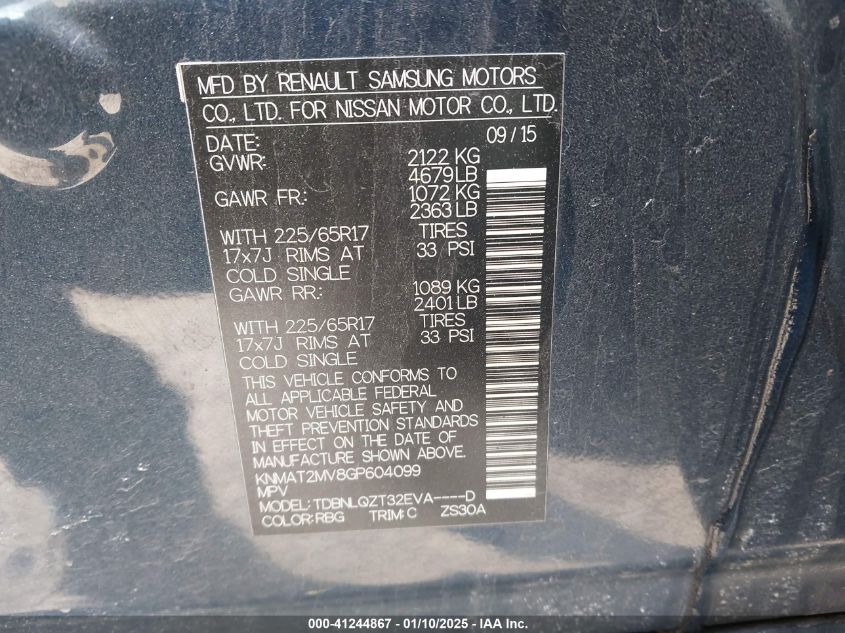 MFD BY RENAULT SAMSUNG MOTORS
CO., LTD. FOR NISSAN MOTOR CO., LTD.
DATE: 09/15
GVWR: 2122 KG
4679LB
GAWR FR: 1072 KG
2363 LB
WITH 225/65R17 TIRES
17x7J RIMS AT 33 PSI
COLD SINGLE
GAWR RR: 1089 KG
2401LB
WITH 225/65R17 TIRES
17x7J RIMS AT 33 PSI
COLD SINGLE
THIS VEHICLE CONFORMS TO
ALL APPLICABLE FEDERAL
MOTOR VEHICLE SAFETY AND
THEFT PREVENTION STANDARDS
IN EFFECT ON THE DATE OF
MANUFACTURE SHOWN ABOVE.
KNMAT2MV8GP604099
MPV
MODEL: TDBNLQZT32EVA----D
COLOR:RBG TRIM:C ZS30A
000-41244867 - 01/10/2025 - IAA Inc.